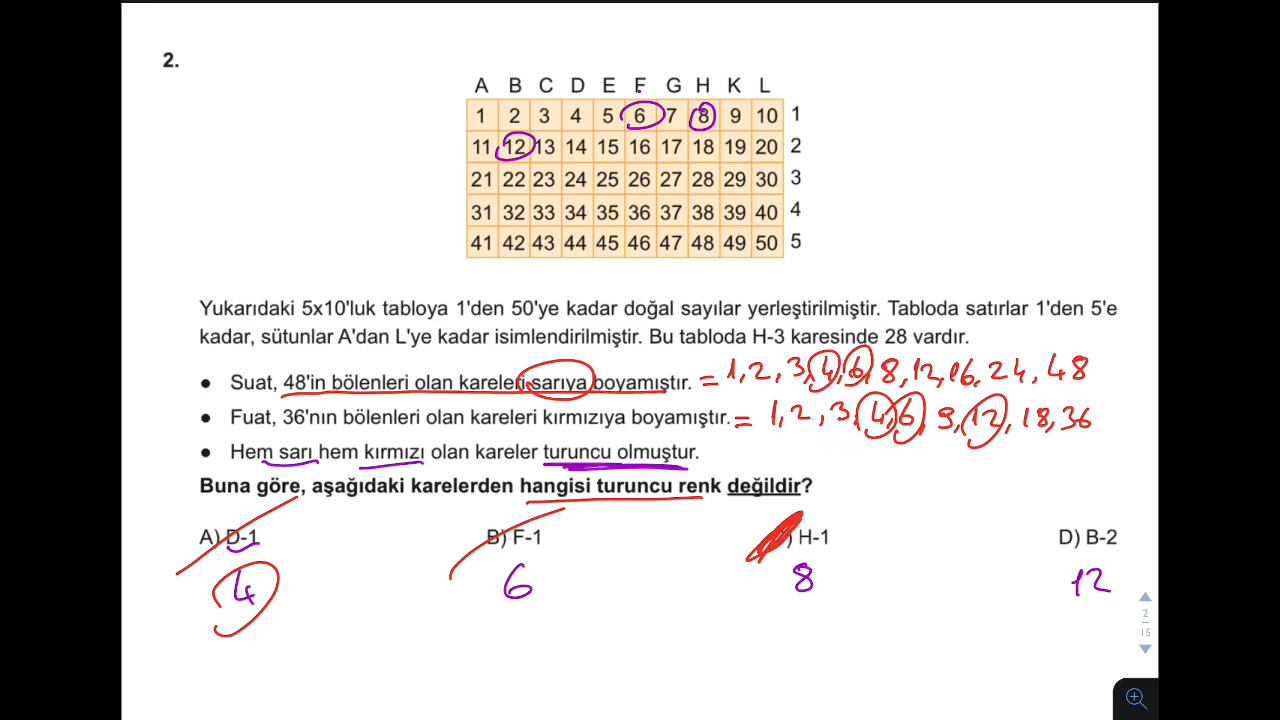 2.
A B C D E F G H K L
1 2 3 4 5 6 7 8 9 10 1
11 12 13 14 15 16 17 18 19 20 2
21 22 23 24 25 26 27 28 29 30 3
31 32 33 34 35 36 37 38 39 40 4
41 42 43 44 45 46 47 48 49 50 5
Yukarıdaki 5x10'luk tabloya 1'den 50'ye kadar doğal sayılar yerleştirilmiştir. Tabloda satırlar 1'den 5'e
kadar, sütunlar A'dan L'ye kadar isimlendirilmiştir. Bu tabloda H-3 karesinde 28 vardır.
● Suat, 48'in bölenleri olan kareleri sarıya boyamıştır. = 1, 2, 3, 4, 6, 8, 12, 16, 24, 48
● Fuat, 36'nın bölenleri olan kareleri kırmızıya boyamıştır. = 1, 2, 3, 4, 6, 9, 12, 18, 36
● Hem sarı hem kırmızı olan kareler turuncu olmuştur.
Buna göre, aşağıdaki karelerden hangisi turuncu renk değildir?
A) D-1 B) F-1 ) H-1 D) B-2
4 6 8 12
2
15